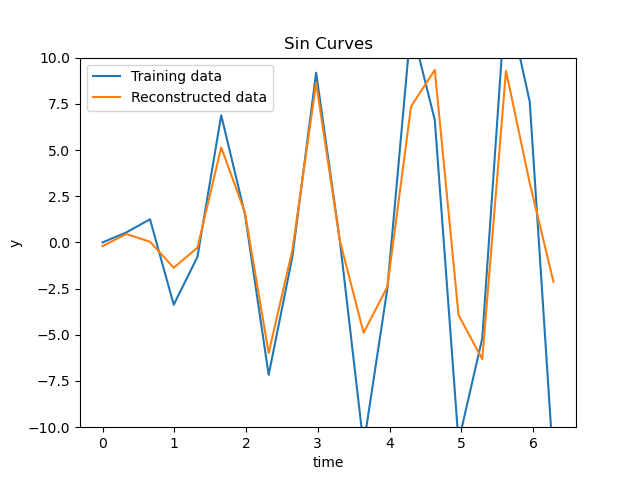 Sin Curves
Training data
Reconstructed data
10.0
7.5
5.0
2.5
0.0
−2.5
−5.0
−7.5
−10.0
y
0 1 2 3 4 5 6
time